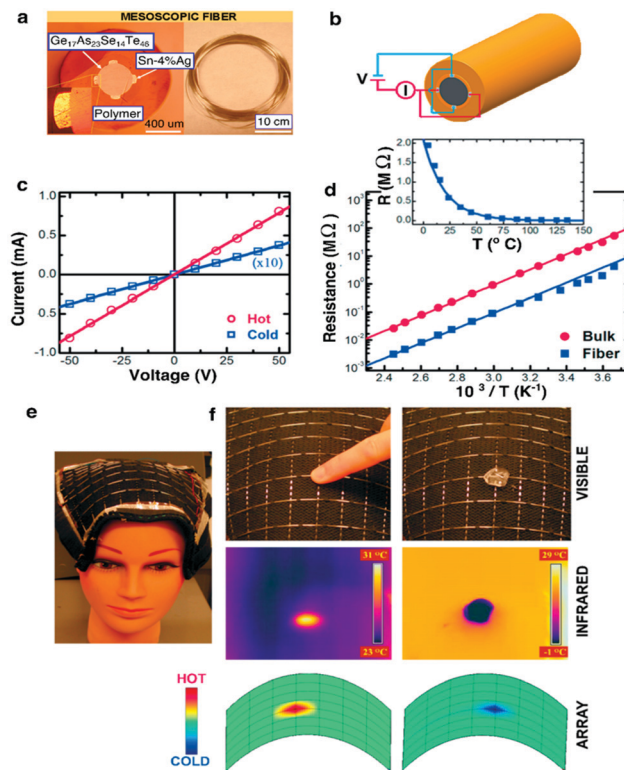 a
MESOSCOPIC FIBER
Ge17As23Se14Te46
Sn-4%Ag
Polymer
400 um
10 cm
b
V
I
c
Current (mA)
1.0
0.5
0.0
-0.5
-1.0
(x10)
Hot
Cold
-50
-25
0
25
50
Voltage (V)
d
R (M Ω)
2.0
1.5
1.0
0.5
0.0
0
25
50
75
100
125
150
T (° C)
Resistance (M Ω)
10³
10²
10¹
10⁰
10⁻¹
10⁻²
10⁻³
Bulk
Fiber
2.4
2.6
2.8
3.0
3.2
3.4
3.6
10³ / T (K⁻¹)
e
f
VISIBLE
31 °C
23 °C
29 °C
-1 °C
INFRARED
HOT
COLD
ARRAY